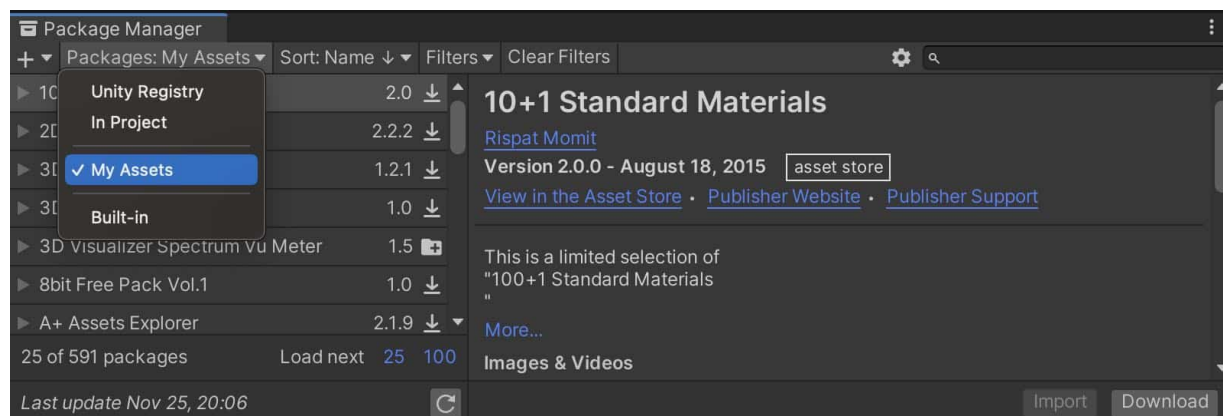 Package Manager
+ Packages: My Assets Sort: Name ↓ Filters Clear Filters
Unity Registry
In Project
✓ My Assets
Built-in
10 2.0
2D 2.2.2
3D 1.2.1
3D 1.0
3D Visualizer Spectrum Vu Meter 1.5
8bit Free Pack Vol.1 1.0
A+ Assets Explorer 2.1.9
25 of 591 packages Load next 25 100
Last update Nov 25, 20:06
10+1 Standard Materials
Rispat Momit
Version 2.0.0 - August 18, 2015 asset store
View in the Asset Store • Publisher Website • Publisher Support
This is a limited selection of
"100+1 Standard Materials
"
More...
Images & Videos
Import Download